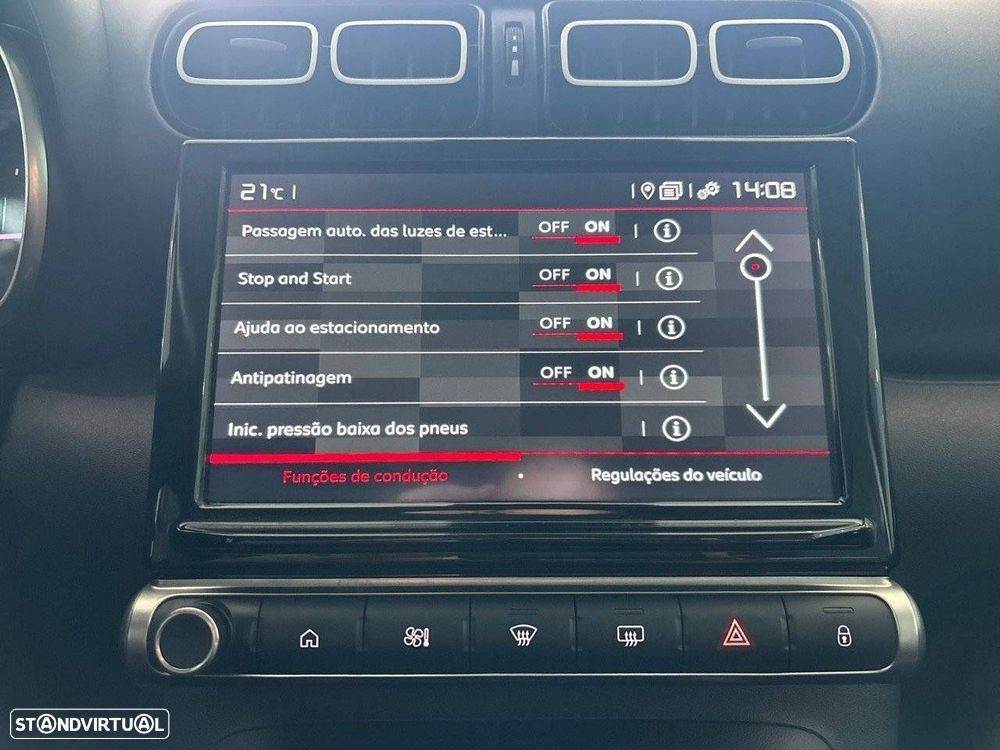 21°C
14:08
Passagem auto. das luzes de est... OFF ON
Stop and Start OFF ON
Ajuda ao estacionamento OFF ON
Antipatinagem OFF ON
Inic. pressão baixa dos pneus
Funções de condução
Regulações do veículo
STANDVIRTUAL